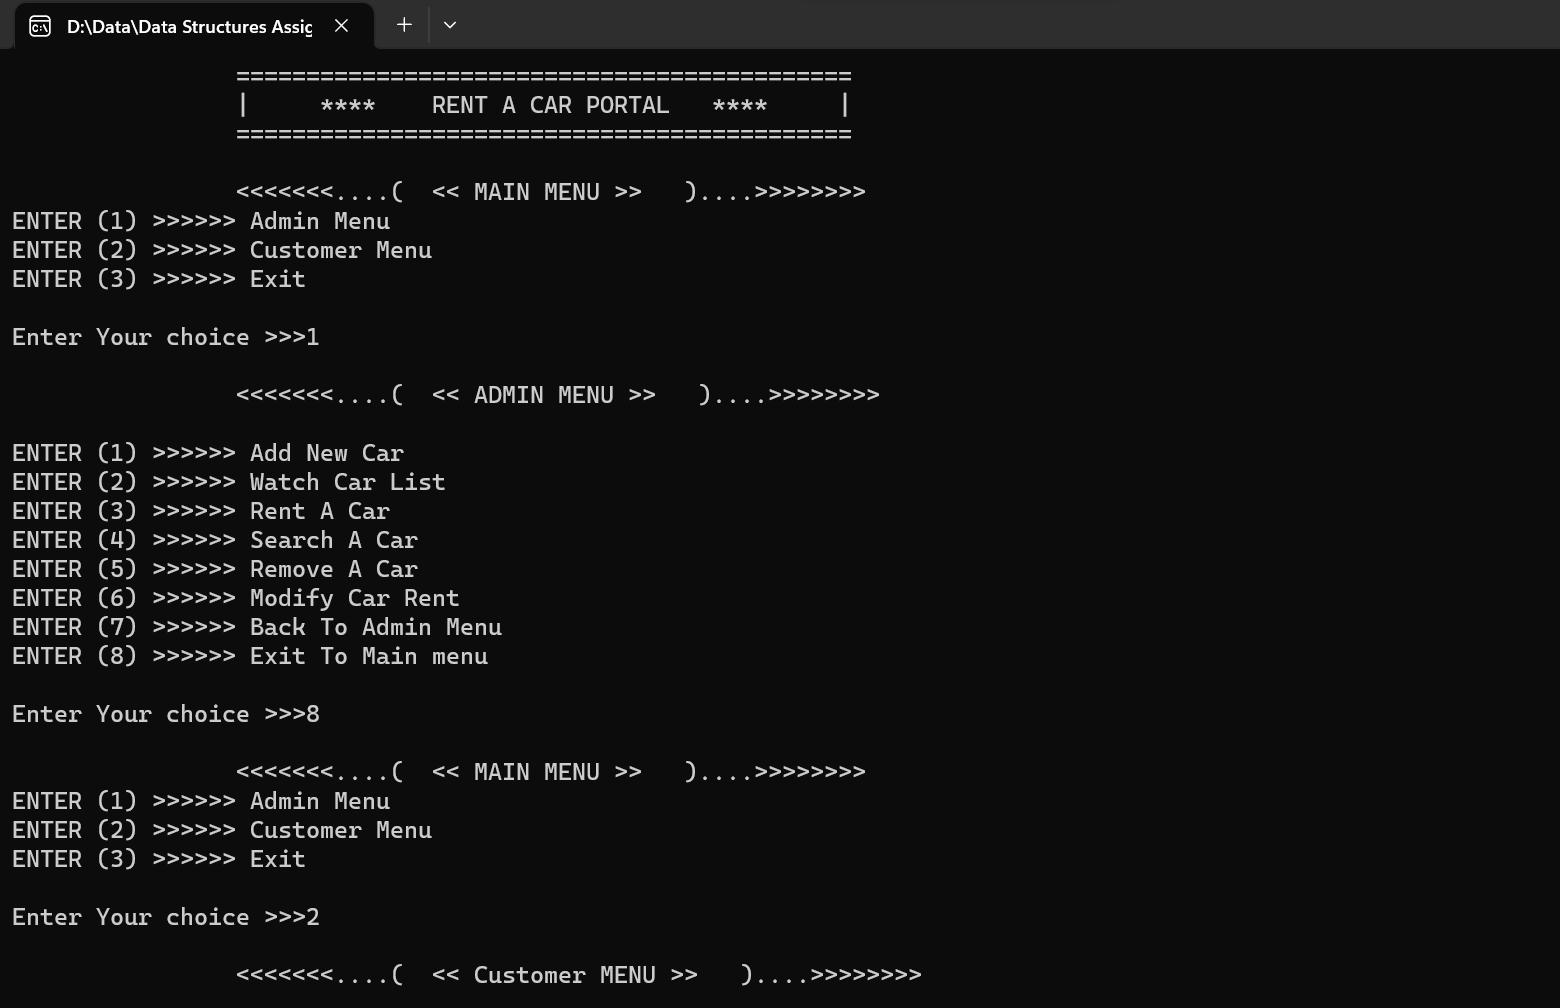 D:\Data\Data Structures Assig
============================================
|     ****    RENT A CAR PORTAL   ****     |
============================================
<<<<<<<....(  << MAIN MENU >>   )....>>>>>>>>
ENTER (1) >>>>>> Admin Menu
ENTER (2) >>>>>> Customer Menu
ENTER (3) >>>>>> Exit
Enter Your choice >>>1
<<<<<<<....(  << ADMIN MENU >>   )....>>>>>>>>
ENTER (1) >>>>>> Add New Car
ENTER (2) >>>>>> Watch Car List
ENTER (3) >>>>>> Rent A Car
ENTER (4) >>>>>> Search A Car
ENTER (5) >>>>>> Remove A Car
ENTER (6) >>>>>> Modify Car Rent
ENTER (7) >>>>>> Back To Admin Menu
ENTER (8) >>>>>> Exit To Main menu
Enter Your choice >>>8
<<<<<<<....(  << MAIN MENU >>   )....>>>>>>>>
ENTER (1) >>>>>> Admin Menu
ENTER (2) >>>>>> Customer Menu
ENTER (3) >>>>>> Exit
Enter Your choice >>>2
<<<<<<<....(  << Customer MENU >>   )....>>>>>>>>